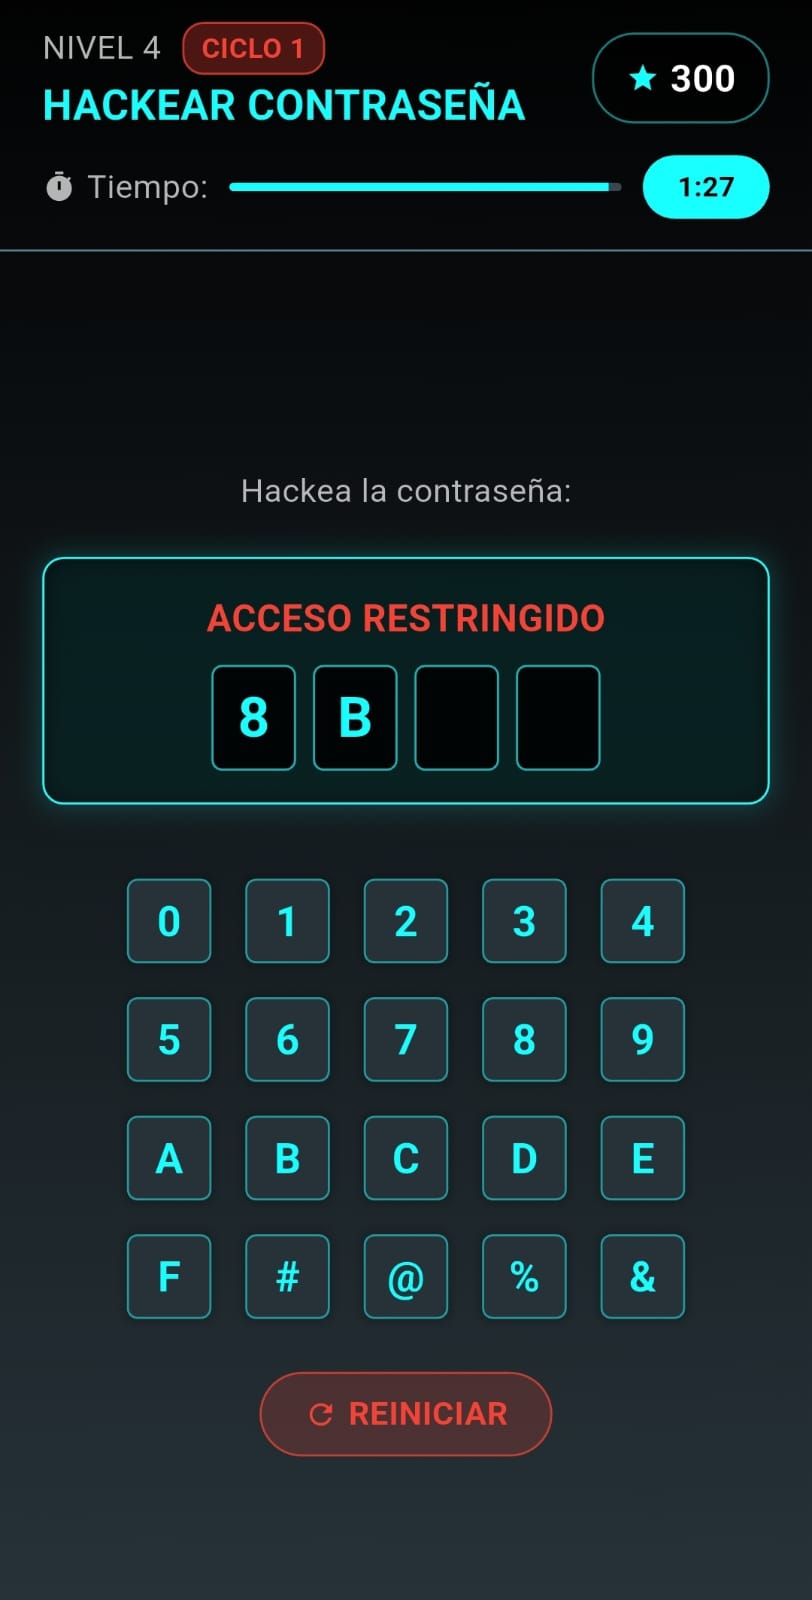 NIVEL 4 CICLO 1
HACKEAR CONTRASEÑA
★ 300
Tiempo: 1:27
Hackea la contraseña:
ACCESO RESTRINGIDO
8 B
0 1 2 3 4
5 6 7 8 9
A B C D E
F # @ % &
REINICIAR